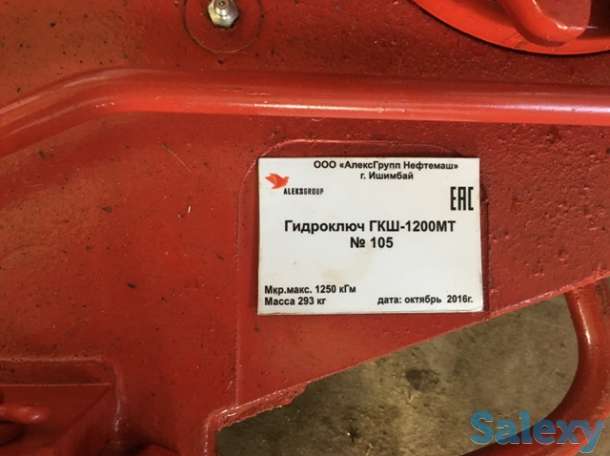 ООО «АлексГрупп Нефтемаш»
г. Ишимбай
ALEKSGROUP
EAC
Гидроключ ГКШ-1200МТ
№ 105
Мкр.макс. 1250 кГм
Масса 293 кг дата: октябрь 2016г.
Salexy